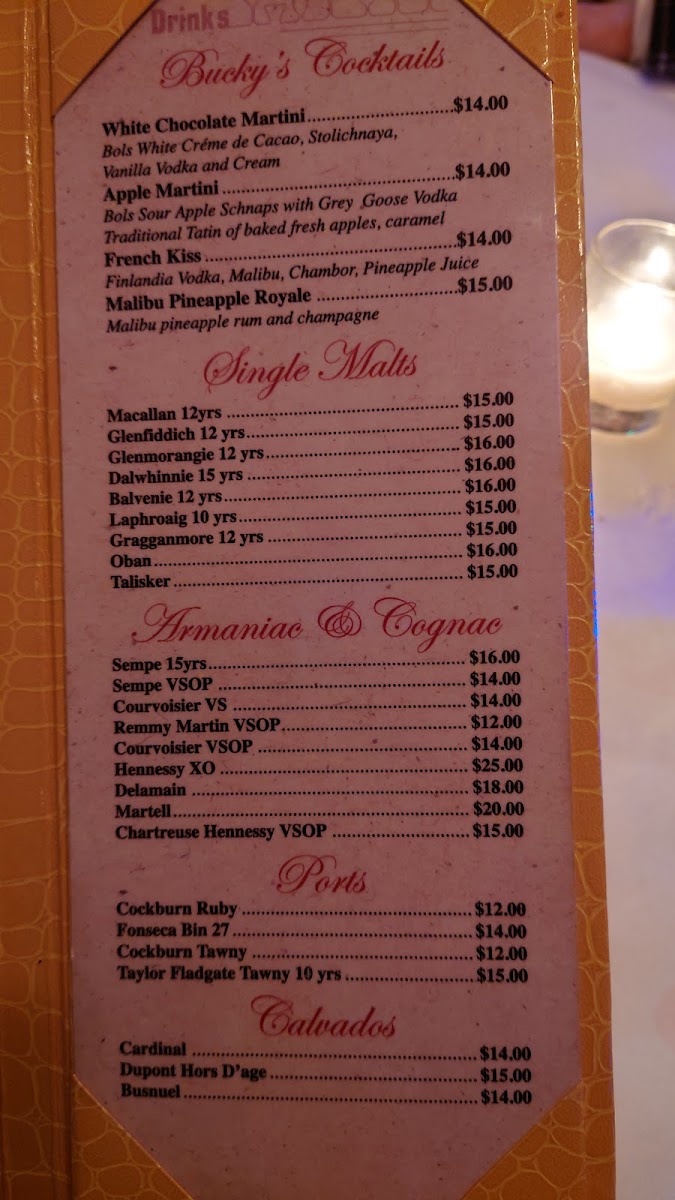 Drinks
Bucky's Cocktails
White Chocolate Martini..........................$14.00
Bols White Créme de Cacao, Stolichnaya,
Vanilla Vodka and Cream
Apple Martini ..........................................$14.00
Bols Sour Apple Schnaps with Grey Goose Vodka
Traditional Tatin of baked fresh apples, caramel
French Kiss .............................................$14.00
Finlandia Vodka, Malibu, Chambor, Pineapple Juice
Malibu Pineapple Royale .........................$15.00
Malibu pineapple rum and champagne
Single Malts
Macallan 12yrs ........................................... $15.00
Glenfiddich 12 yrs........................................ $15.00
Glenmorangie 12 yrs..................................... $16.00
Dalwhinnie 15 yrs ........................................ $16.00
Balvenie 12 yrs............................................ $16.00
Laphroaig 10 yrs.......................................... $15.00
Gragganmore 12 yrs ..................................... $15.00
Oban.......................................................... $16.00
Talisker...................................................... $15.00
Armaniac & Cognac
Sempe 15yrs................................................ $16.00
Sempe VSOP .............................................. $14.00
Courvoisier VS ............................................ $14.00
Remmy Martin VSOP.................................... $12.00
Courvoisier VSOP ........................................ $14.00
Hennessy XO .............................................. $25.00
Delamain .................................................... $18.00
Martell........................................................ $20.00
Chartreuse Hennessy VSOP .......................... $15.00
Ports
Cockburn Ruby ........................................... $12.00
Fonseca Bin 27............................................. $14.00
Cockburn Tawny ......................................... $12.00
Taylor Fladgate Tawny 10 yrs ........................ $15.00
Calvados
Cardinal ..................................................... $14.00
Dupont Hors D'age ....................................... $15.00
Busnuel....................................................... $14.00